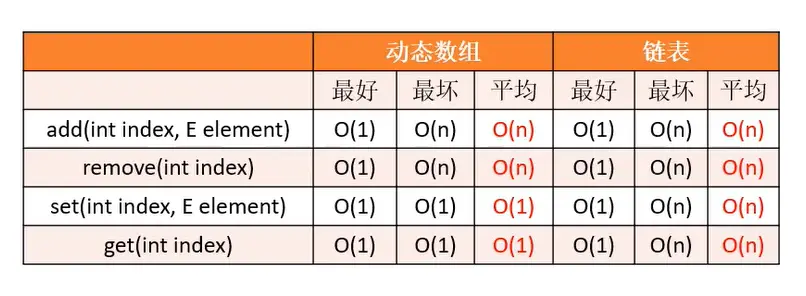 动态数组 链表
最好 最坏 平均 最好 最坏 平均
add(int index, E element) O(1) O(n) O(n) O(1) O(n) O(n)
remove(int index) O(1) O(n) O(n) O(1) O(n) O(n)
set(int index, E element) O(1) O(1) O(1) O(1) O(n) O(n)
get(int index) O(1) O(1) O(1) O(1) O(n) O(n)